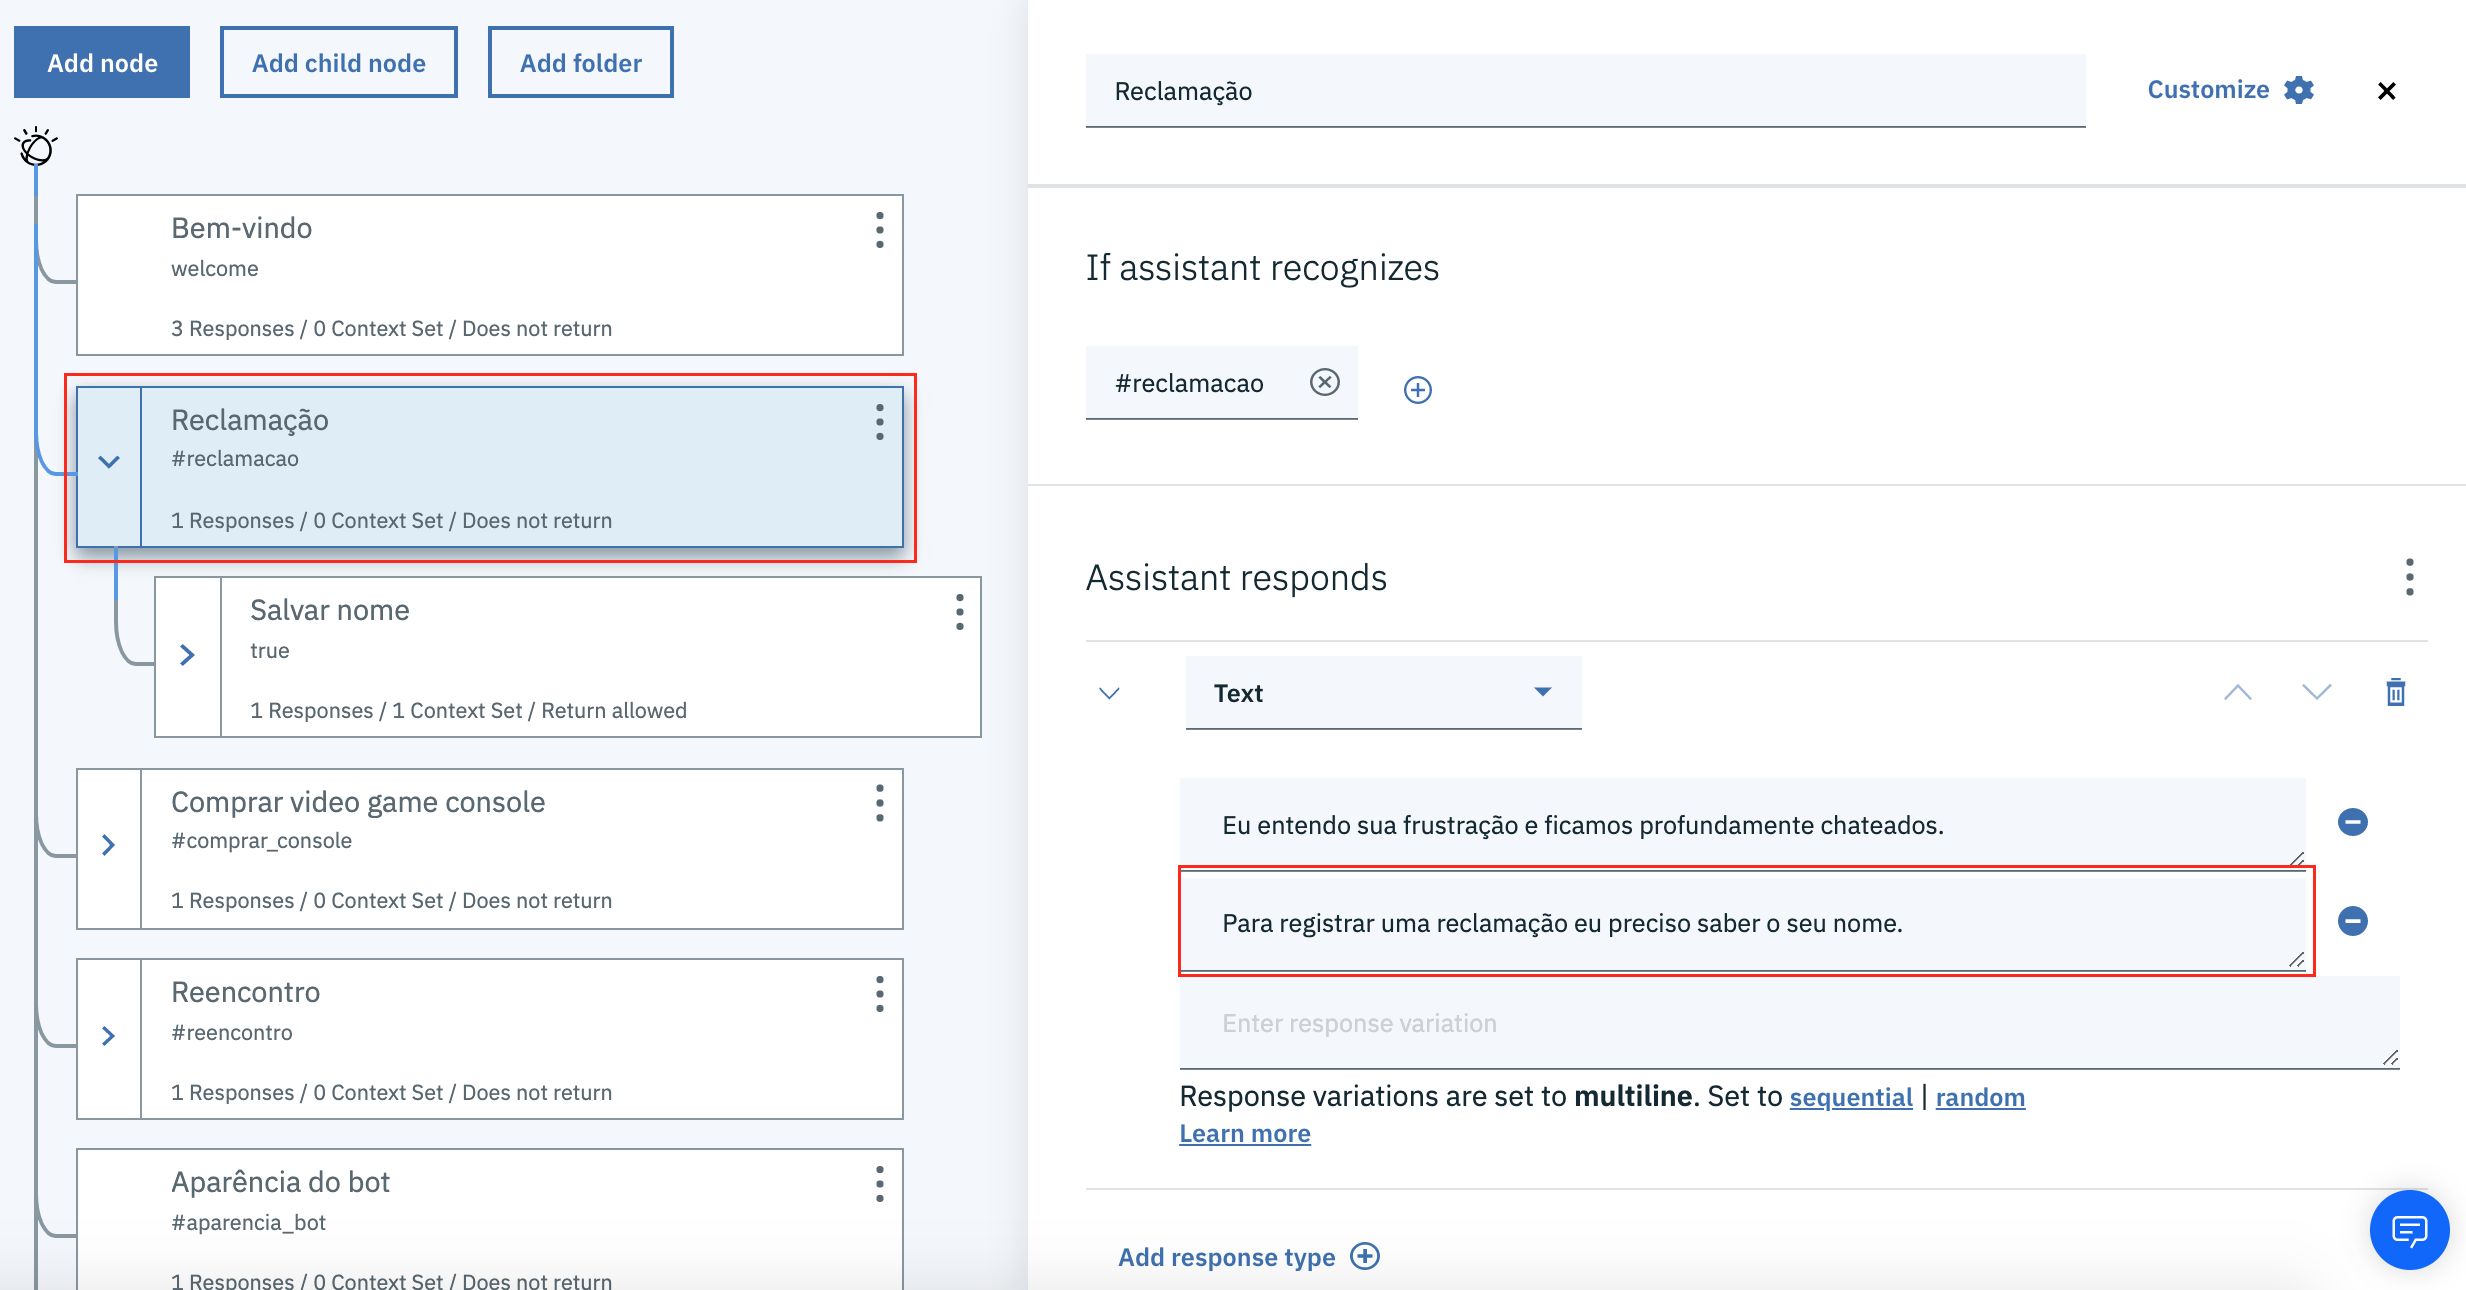 Add node
Add child node
Add folder
Bem-vindo
welcome
3 Responses / 0 Context Set / Does not return
Reclamação
#reclamacao
1 Responses / 0 Context Set / Does not return
Salvar nome
true
1 Responses / 1 Context Set / Return allowed
Comprar video game console
#comprar_console
1 Responses / 0 Context Set / Does not return
Reencontro
#reencontro
1 Responses / 0 Context Set / Does not return
Aparência do bot
#aparencia_bot
1 Responses / 0 Context Set / Does not return
Reclamação
Customize
If assistant recognizes
#reclamacao
Assistant responds
Text
Eu entendo sua frustração e ficamos profundamente chateados.
Para registrar uma reclamação eu preciso saber o seu nome.
Enter response variation
Response variations are set to multiline. Set to sequential | random
Learn more
Add response type